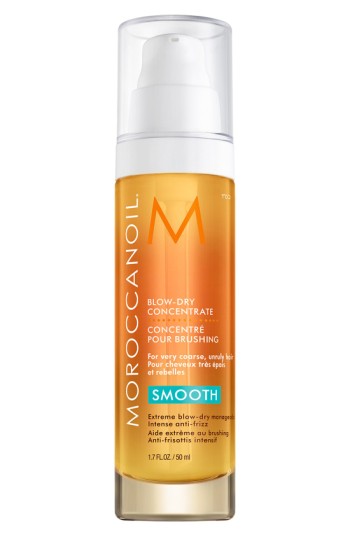 MOROCCANOIL.
M
BLOW-DRY
CONCENTRATE
CONCENTRÉ
POUR BRUSHING
For very coarse, unruly hair
Pour cheveux très épais
et rebelles
SMOOTH
Extreme blow-dry
Intense anti-frizz
Aide extrême au brushing
Anti-frisottis intensif
1.7 FL.OZ. / 50 ml